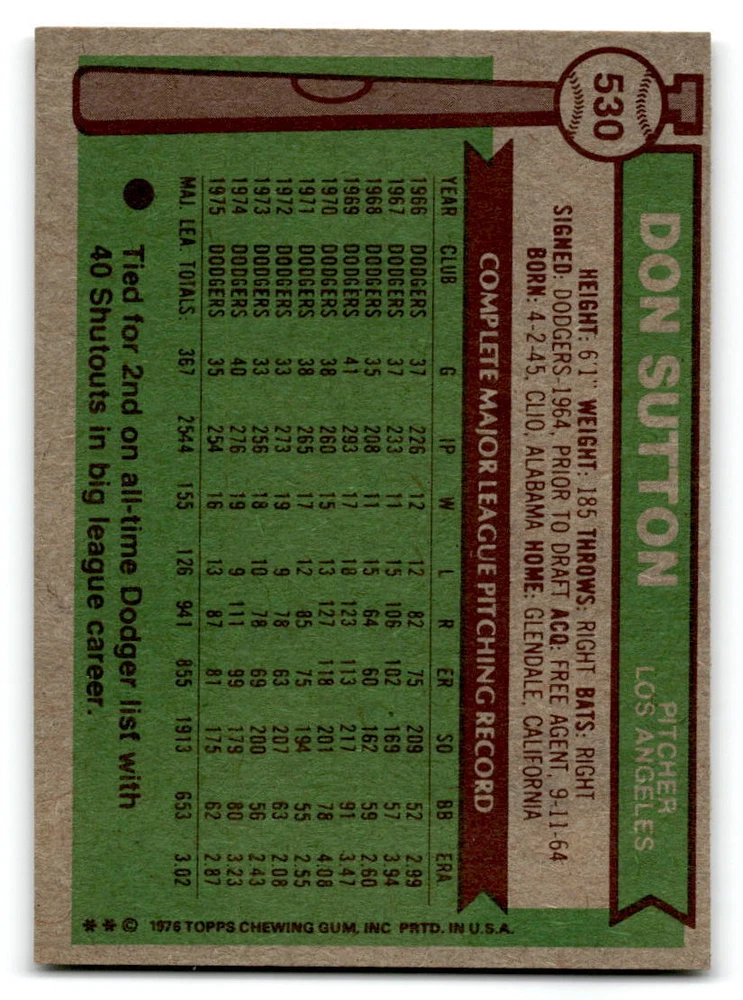 530
DON SUTTON
PITCHER
LOS ANGELES
HEIGHT: 6'1" WEIGHT: 185 THROWS: RIGHT BATS: RIGHT
SIGNED: DODGERS-1964, PRIOR TO DRAFT ACQ: FREE AGENT, 9-11-64
BORN: 4-2-45, CLIO, ALABAMA HOME: GLENDALE, CALIFORNIA
COMPLETE MAJOR LEAGUE PITCHING RECORD
YEAR CLUB G IP W L R ER SO BB ERA
1966 DODGERS 37 226 12 12 82 75 209 52 2.99
1967 DODGERS 37 233 11 15 106 102 169 57 3.94
1968 DODGERS 35 208 11 15 64 60 162 59 2.60
1969 DODGERS 41 293 17 18 123 113 217 91 3.47
1970 DODGERS 38 260 15 13 127 118 201 78 4.08
1971 DODGERS 38 265 17 12 85 75 194 55 2.55
1972 DODGERS 33 273 19 9 78 63 207 63 2.08
1973 DODGERS 33 256 18 10 78 69 200 56 2.43
1974 DODGERS 40 276 19 9 111 99 179 80 3.23
1975 DODGERS 35 254 16 13 87 81 175 62 2.87
MAJ. LEA. TOTALS: 367 2544 155 126 941 855 1913 653 3.02
Tied for 2nd on all-time Dodger list with
40 Shutouts in big league career.
** © 1976 TOPPS CHEWING GUM, INC PRTD. IN U.S.A.